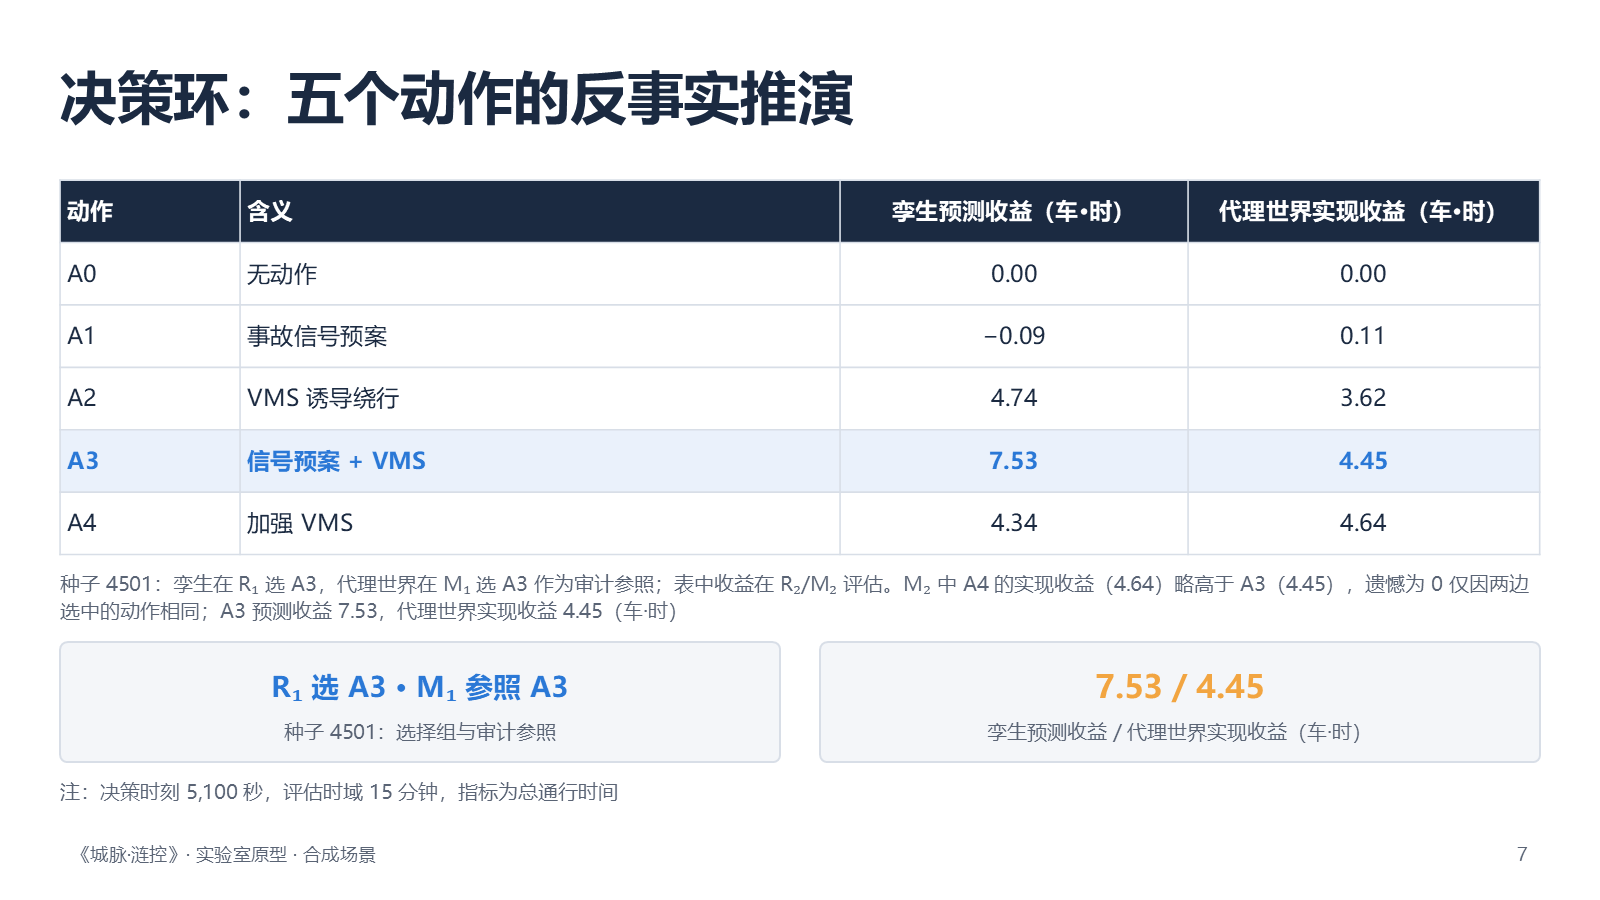 决策环：五个动作的反事实推演
动作 含义 孪生预测收益（车·时） 代理世界实现收益（车·时）
A0 无动作 0.00 0.00
A1 事故信号预案 −0.09 0.11
A2 VMS 诱导绕行 4.74 3.62
A3 信号预案 + VMS 7.53 4.45
A4 加强 VMS 4.34 4.64
种子 4501：孪生在 R₁ 选 A3，代理世界在 M₁ 选 A3 作为审计参照；表中收益在 R₂/M₂ 评估。M₂ 中 A4 的实现收益（4.64）略高于 A3（4.45），遗憾为 0 仅因两边
选中的动作相同；A3 预测收益 7.53，代理世界实现收益 4.45（车·时）
R₁ 选 A3 · M₁ 参照 A3
种子 4501：选择组与审计参照
7.53 / 4.45
孪生预测收益 / 代理世界实现收益（车·时）
注：决策时刻 5,100 秒，评估时域 15 分钟，指标为总通行时间
《城脉·涟控》· 实验室原型 · 合成场景
7